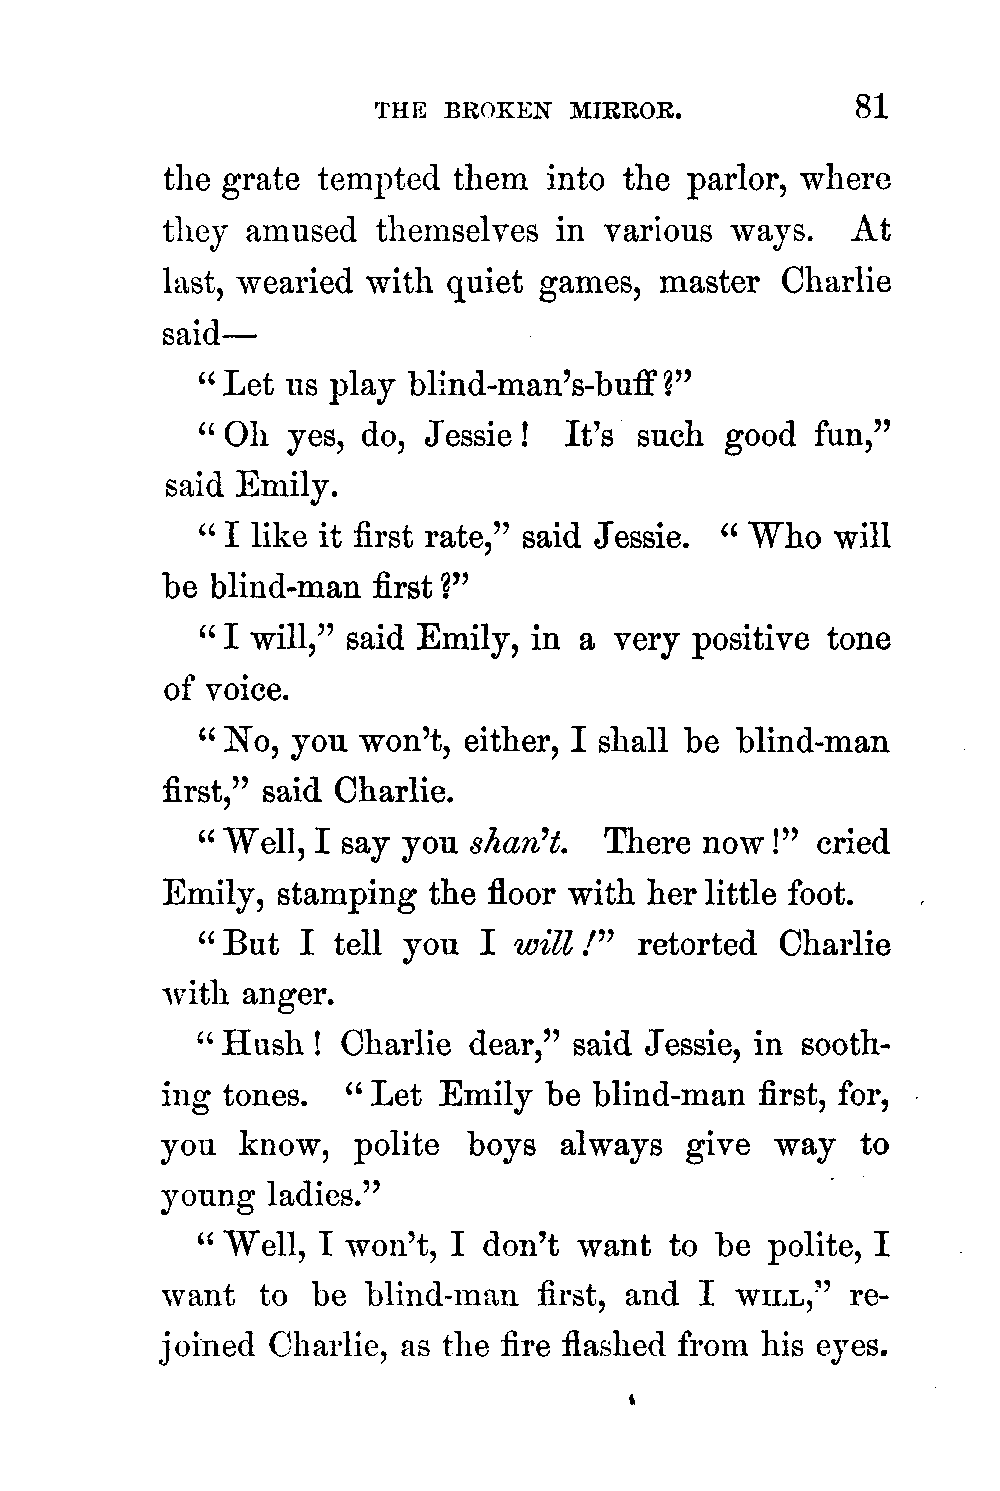 THE BROKEN MIRROR. 81
the grate tempted them into the parlor, where
they amused themselves in various ways. At
last, wearied with quiet games, master Charlie
said—
“Let us play blind-man’s-buff?”
“Oh yes, do, Jessie! It’s such good fun,”
said Emily.
“I like it first rate,” said Jessie. “Who will
be blind-man first?”
“I will,” said Emily, in a very positive tone
of voice.
“No, you won’t, either, I shall be blind-man
first,” said Charlie.
“Well, I say you shan’t. There now!” cried
Emily, stamping the floor with her little foot.
“But I tell you I will!” retorted Charlie
with anger.
“Hush! Charlie dear,” said Jessie, in sooth-
ing tones. “Let Emily be blind-man first, for,
you know, polite boys always give way to
young ladies.”
“Well, I won’t, I don’t want to be polite, I
want to be blind-man first, and I WILL,” re-
joined Charlie, as the fire flashed from his eyes.